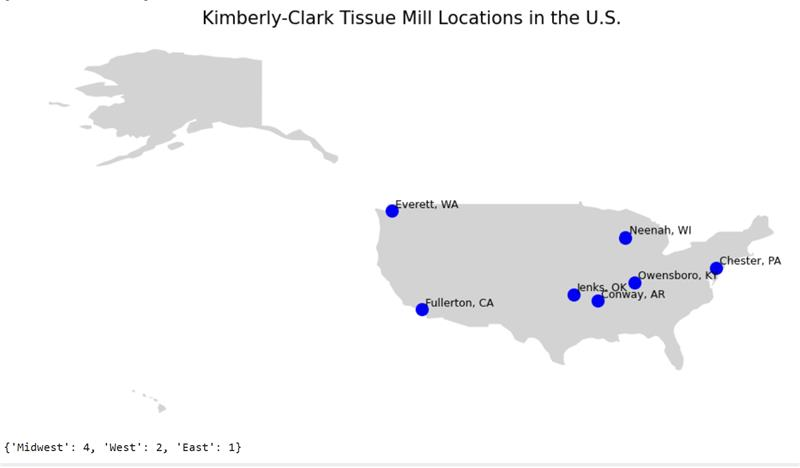 Kimberly-Clark Tissue Mill Locations in the U.S.
Everett, WA
Neenah, WI
Chester, PA
Owensboro, KY
Jenks, OK
Conway, AR
Fullerton, CA
{'Midwest': 4, 'West': 2, 'East': 1}